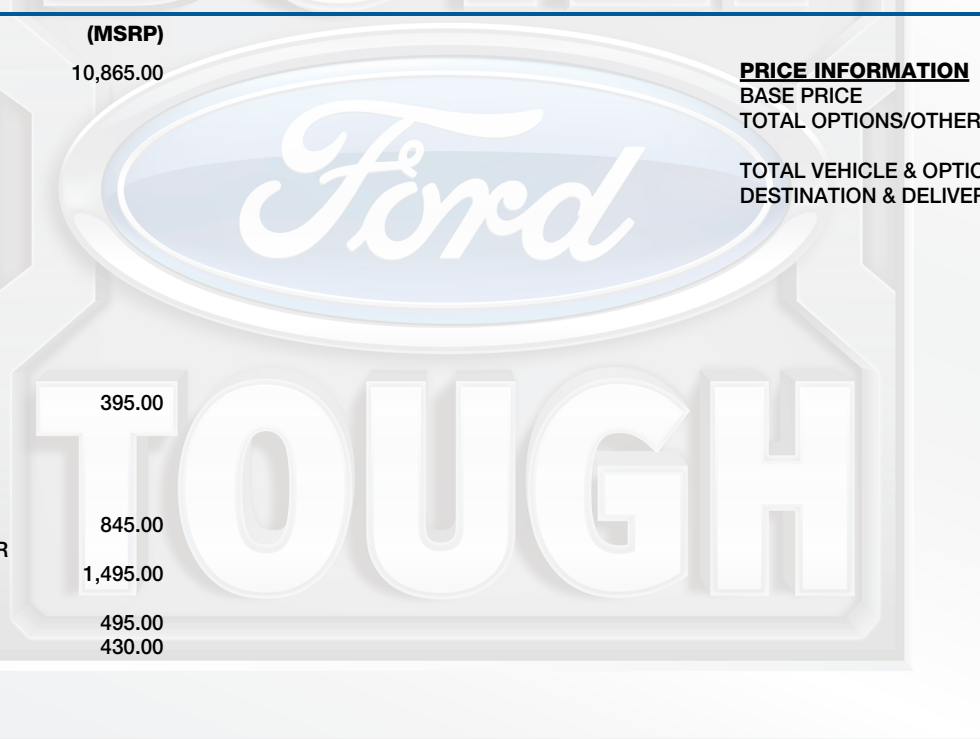 (MSRP)
10,865.00
395.00
845.00
R
1,495.00
495.00
430.00
PRICE INFORMATION
BASE PRICE
TOTAL OPTIONS/OTHER
TOTAL VEHICLE & OPTIO
DESTINATION & DELIVER
Ford
TOUGH